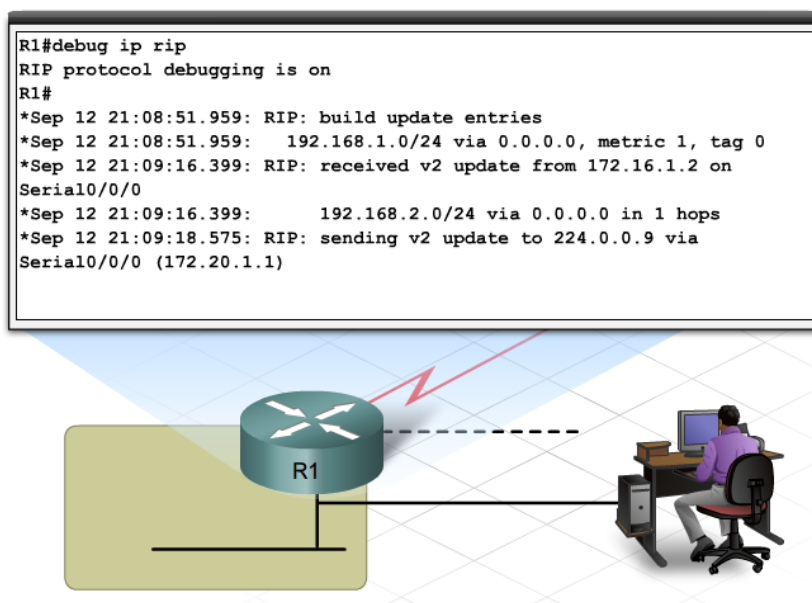 R1#debug ip rip
RIP protocol debugging is on
R1#
*Sep 12 21:08:51.959: RIP: build update entries
*Sep 12 21:08:51.959:   192.168.1.0/24 via 0.0.0.0, metric 1, tag 0
*Sep 12 21:09:16.399: RIP: received v2 update from 172.16.1.2 on
Serial0/0/0
*Sep 12 21:09:16.399:      192.168.2.0/24 via 0.0.0.0 in 1 hops
*Sep 12 21:09:18.575: RIP: sending v2 update to 224.0.0.9 via
Serial0/0/0 (172.20.1.1)
R1